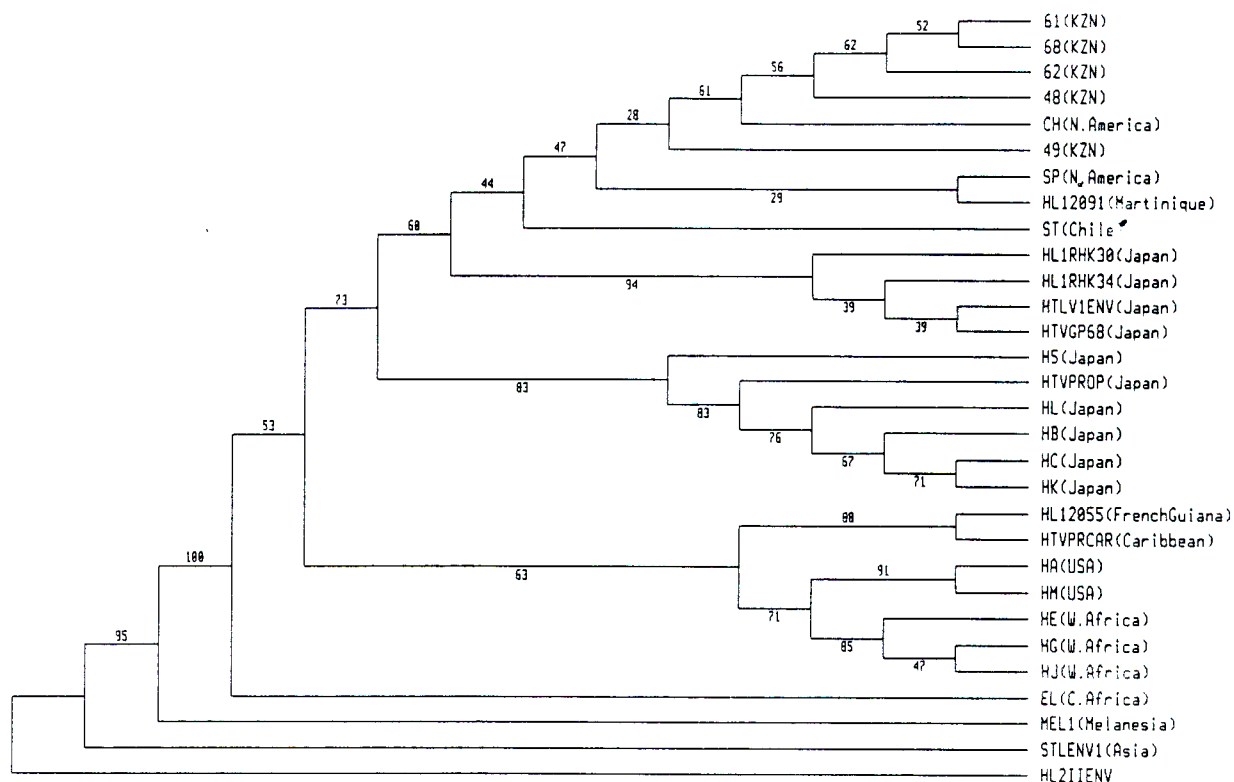 52
61(KZN)
68(KZN)
62
62(KZN)
56
48(KZN)
61
CH(N.America)
28
49(KZN)
47
SP(N.America)
29
HL12091(Martinique)
44
ST(Chile
60
HL1RHK30(Japan)
94
HL1RHK34(Japan)
39
HTLV1ENV(Japan)
39
HTVGP68(Japan)
73
HS(Japan)
83
HTVPROP(Japan)
83
HL(Japan)
76
HB(Japan)
67
HC(Japan)
71
HK(Japan)
53
HL12055(FrenchGuiana)
88
HTVPRCAR(Caribbean)
63
HA(USA)
91
HM(USA)
71
HE(W.Africa)
85
HG(W.Africa)
47
HJ(W.Africa)
100
EL(C.Africa)
95
MEL1(Melanesia)
STLENV1(Asia)
HL2IIENV